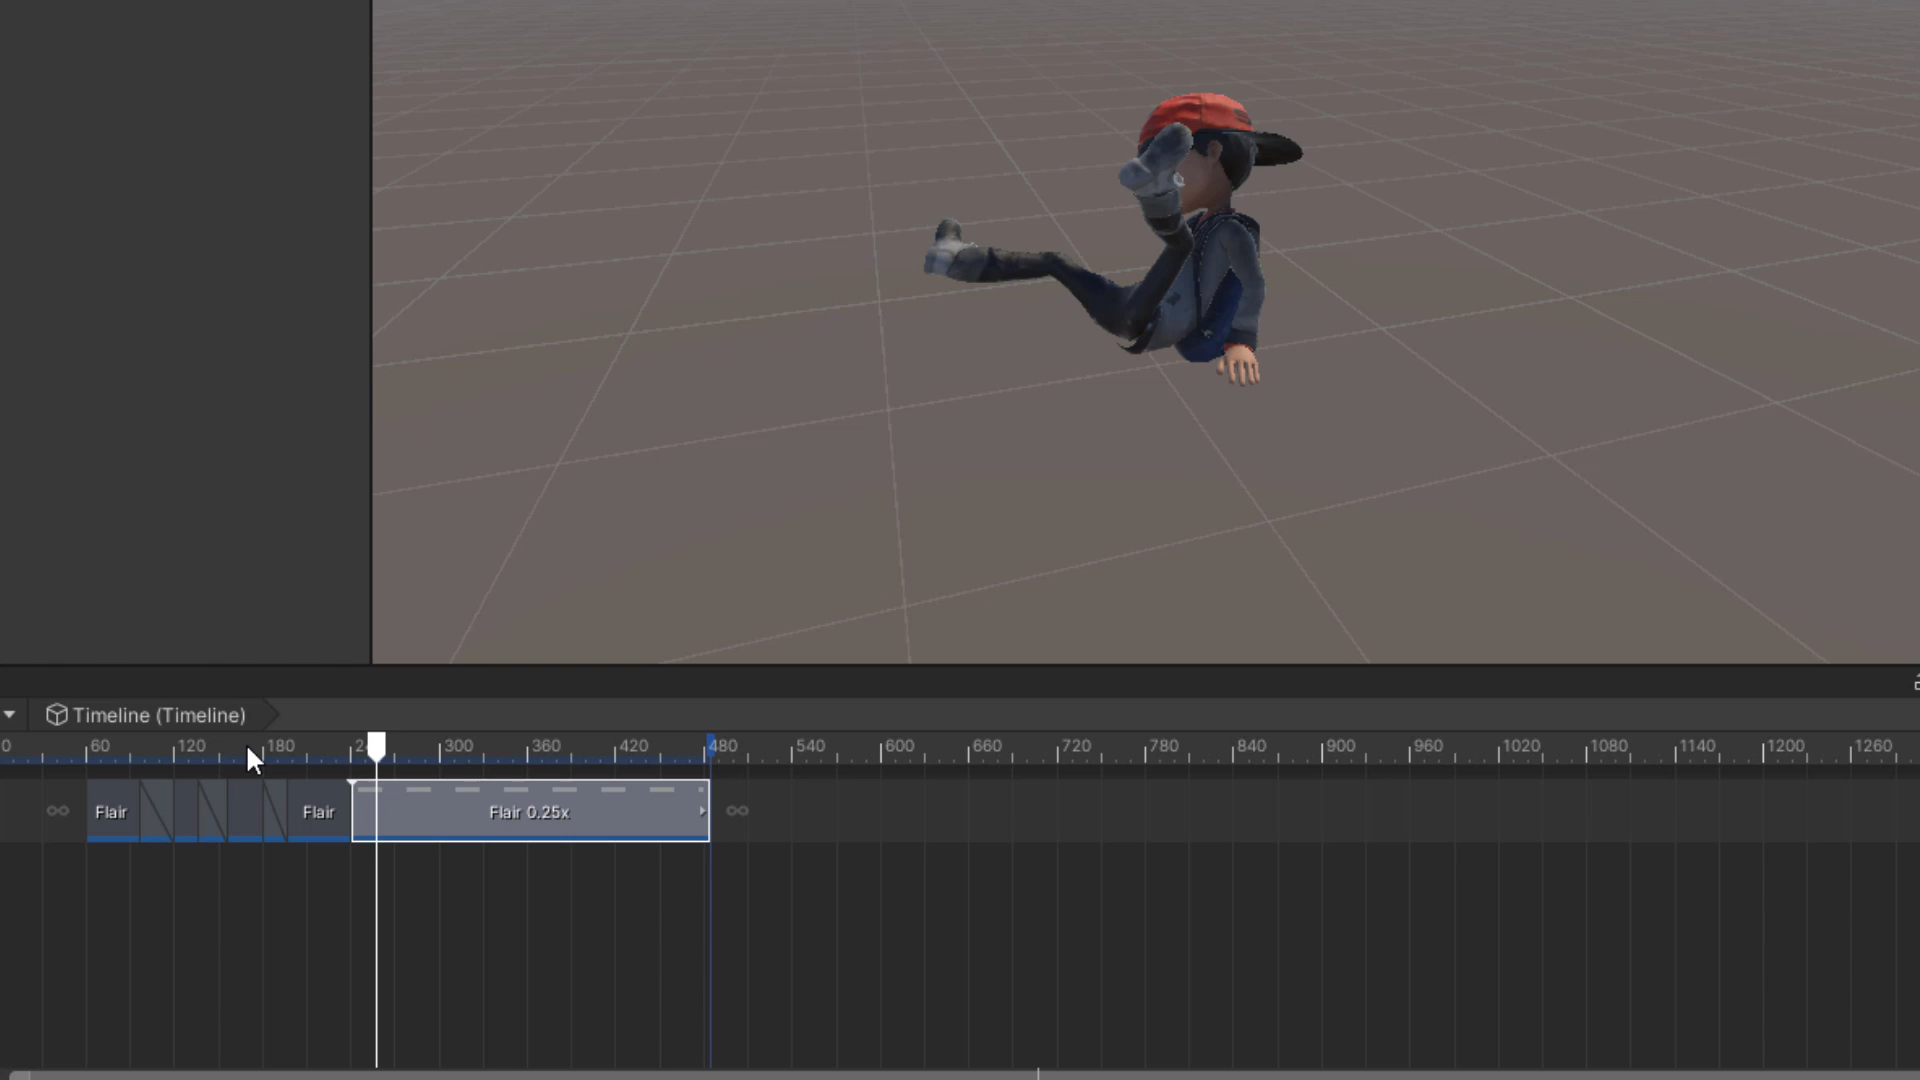 Timeline (Timeline)
0 60 120 180 300 360 420 480 540 600 660 720 780 840 900 960 1020 1080 1140 1200 1260
Flair Flair Flair 0.25x